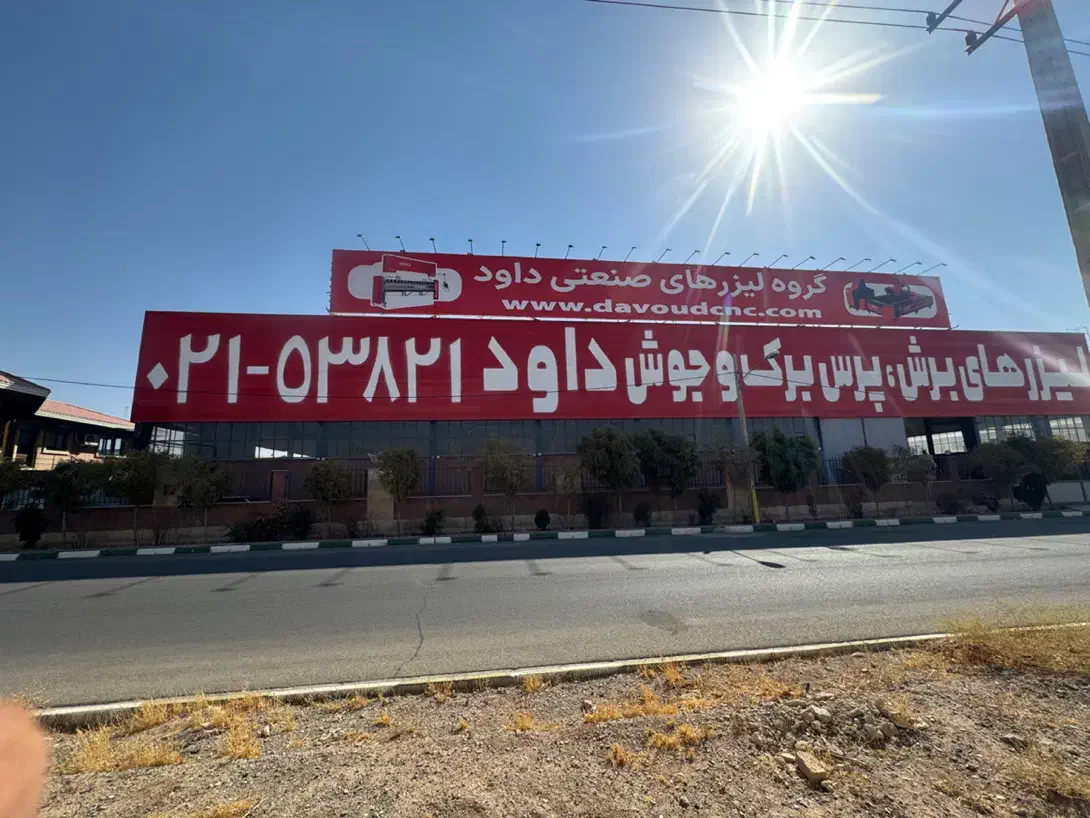 گروه لیزرهای صنعتی داود
www.davoudcnc.com
لیزرهای برش، پرس برک و جوش داود ۰۲۱-۵۳۸۲۱